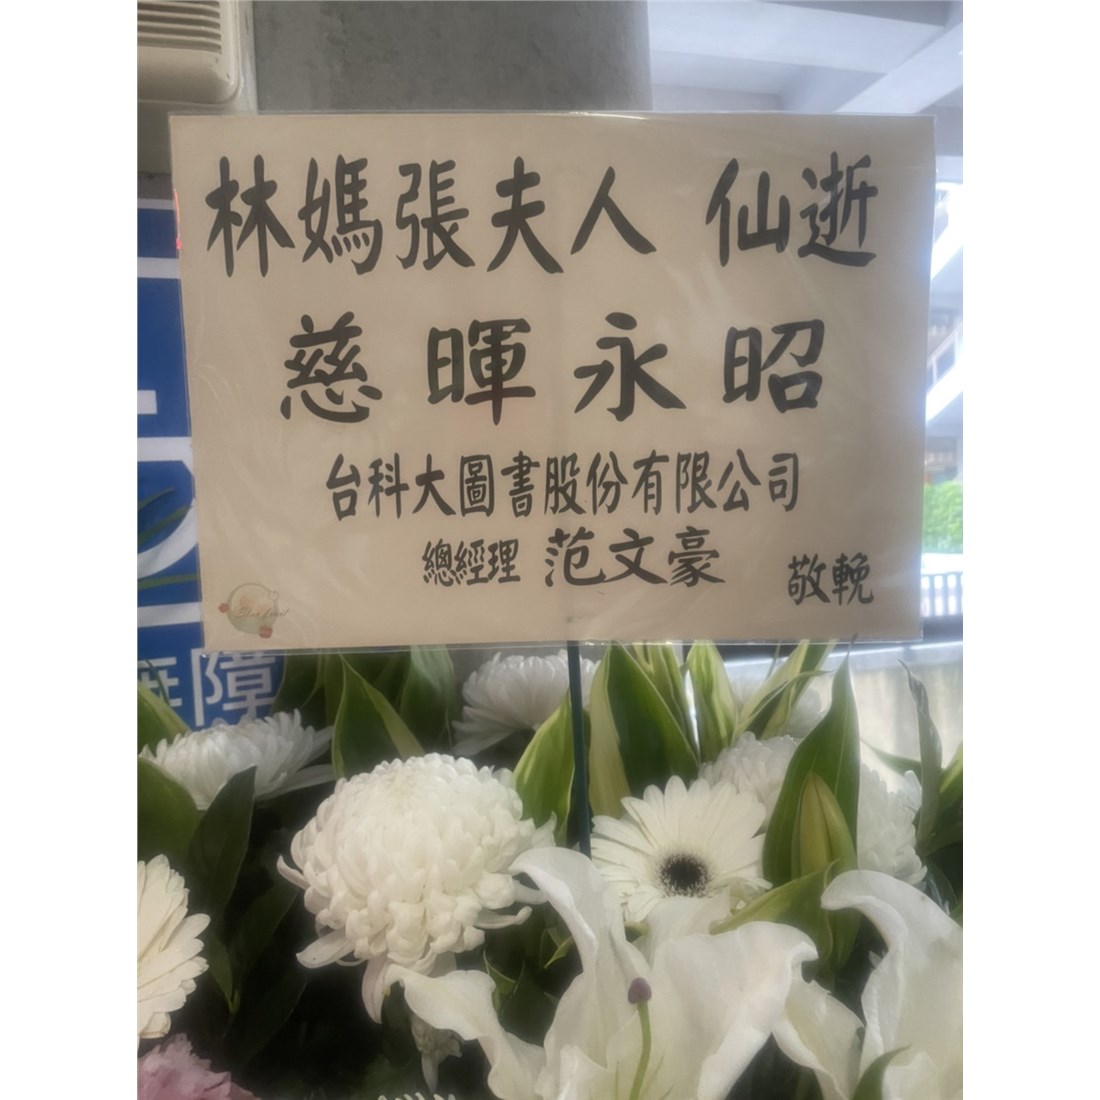 林媽張夫人 仙逝
慈暉永昭
台科大圖書股份有限公司
總經理 范文豪 敬輓
障